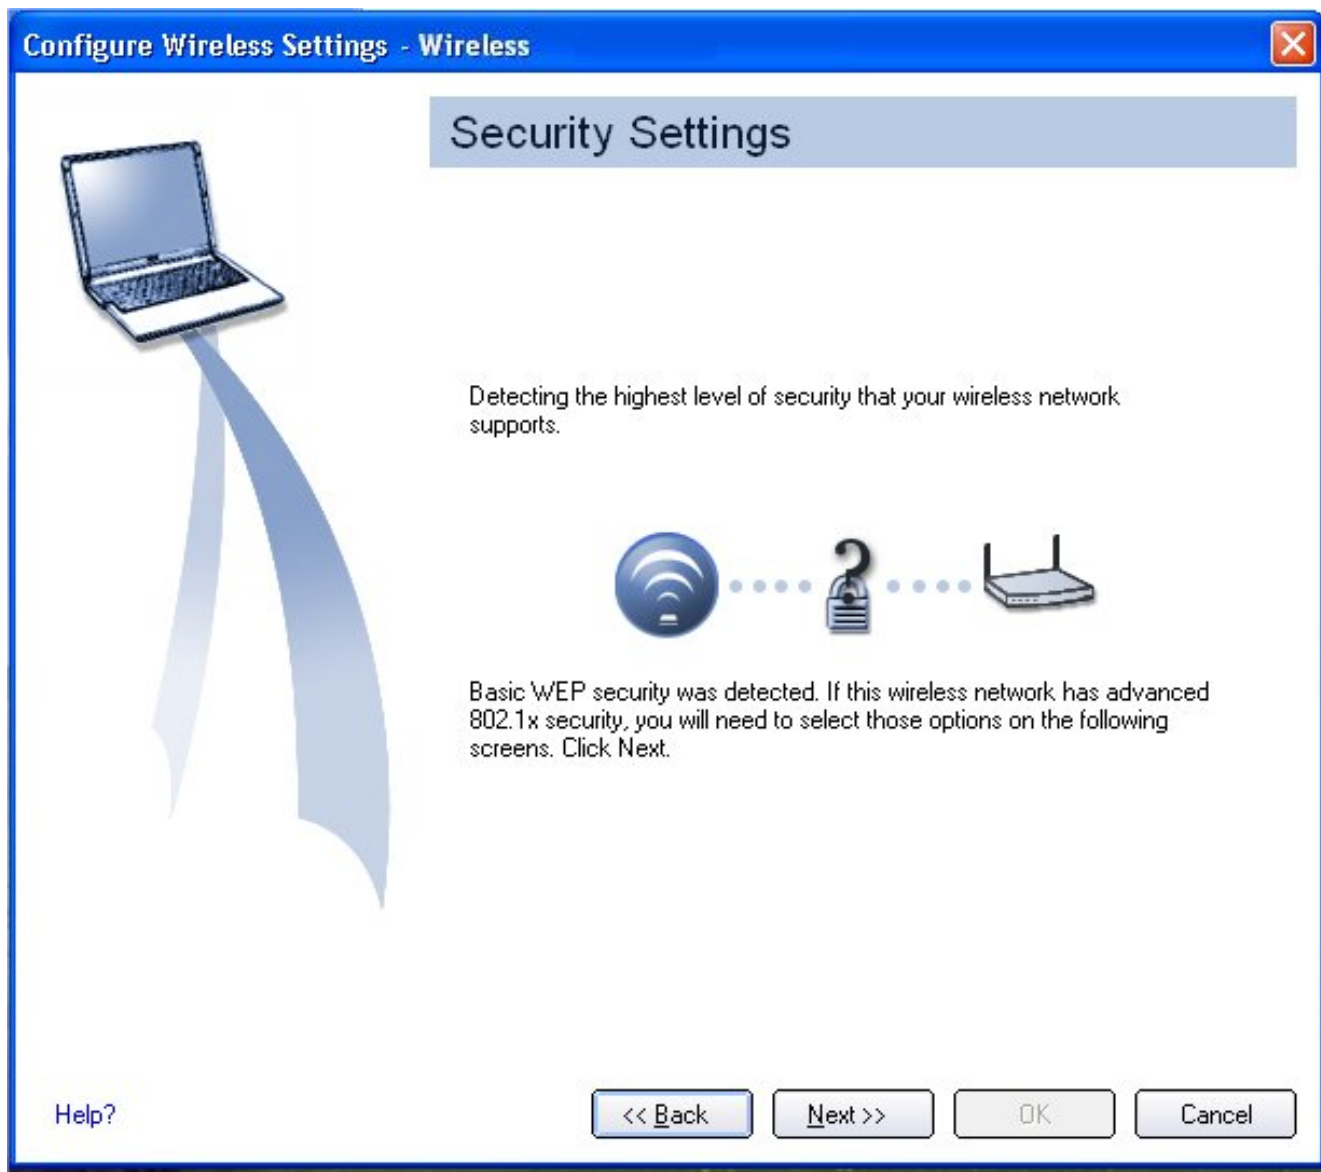 Configure Wireless Settings - Wireless
Security Settings
Detecting the highest level of security that your wireless network
supports.
?
Basic WEP security was detected. If this wireless network has advanced
802.1x security, you will need to select those options on the following
screens. Click Next.
Help?
<< Back
Next >>
OK
Cancel